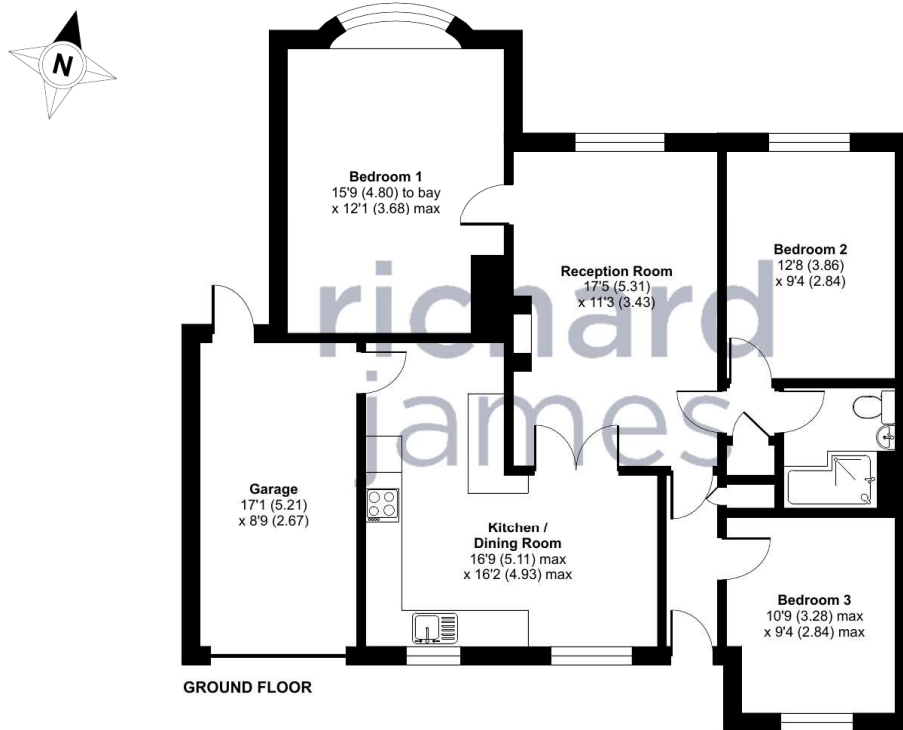 N
Bedroom 1
15'9 (4.80) to bay
x 12'1 (3.68) max
Reception Room
17'5 (5.31)
x 11'3 (3.43)
Bedroom 2
12'8 (3.86)
x 9'4 (2.84)
richard
james
Garage
17'1 (5.21)
x 8'9 (2.67)
Kitchen /
Dining Room
16'9 (5.11) max
x 16'2 (4.93) max
Bedroom 3
10'9 (3.28) max
x 9'4 (2.84) max
GROUND FLOOR